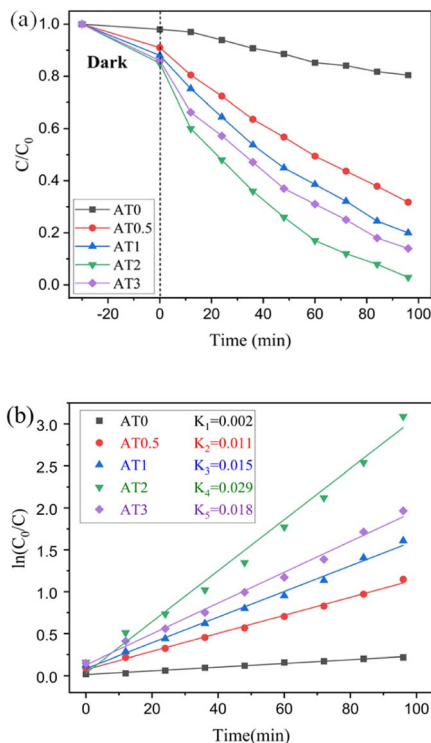 (a)
1.0
0.8
0.6
0.4
0.2
0.0
C/C₀
Dark
AT0
AT0.5
AT1
AT2
AT3
-20 0 20 40 60 80 100
Time (min)
(b)
3.0
2.5
2.0
1.5
1.0
0.5
0.0
ln(C₀/C)
AT0 K₁=0.002
AT0.5 K₂=0.011
AT1 K₃=0.015
AT2 K₄=0.029
AT3 K₅=0.018
0 20 40 60 80 100
Time(min)